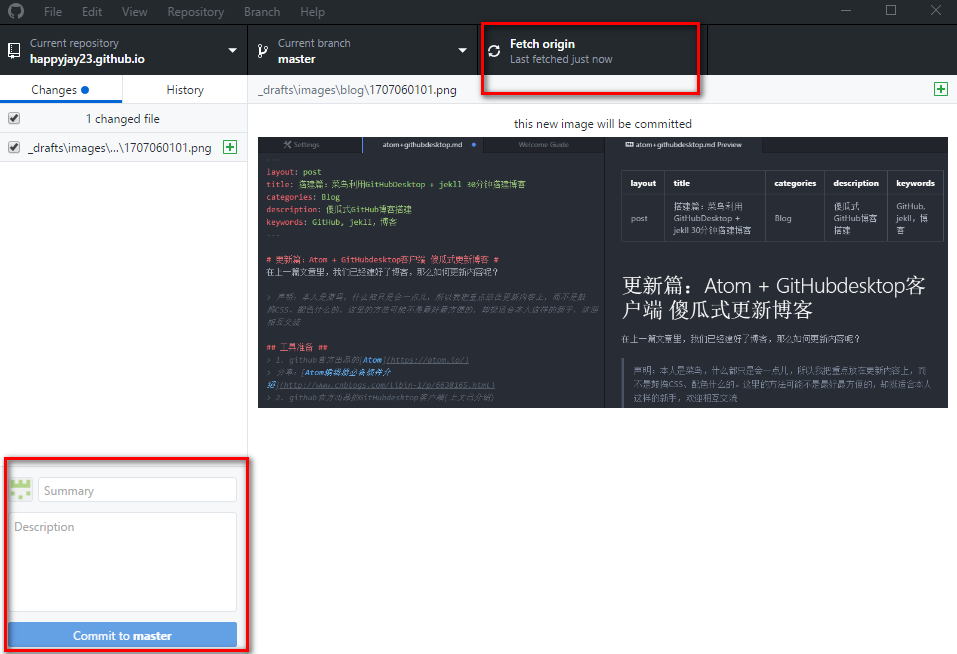 File Edit View Repository Branch Help
Current repository
happyjay23.github.io
Current branch
master
Fetch origin
Last fetched just now
Changes
History
_drafts\images\blog\1707060101.png
1 changed file
_drafts\images\...\1707060101.png
this new image will be committed
Settings
atom+githubdesktop.md
Welcome Guide
atom+githubdesktop.md Preview
layout: post
title: 搭建篇：菜鸟利用GitHubDesktop + jekll 30分钟搭建博客
categories: Blog
description: 傻瓜式GitHub博客搭建
keywords: GitHub, jekll, 博客
---
# 更新篇：Atom + GitHubdesktop客户端 傻瓜式更新博客 #
在上一篇文章里，我们已经建好了博客，那么如何更新内容呢？
> 声明：本人是菜鸟，什么都只是会一点儿，所以我把重点放在更新内容上，而不是颠
捣CSS、配色什么的。这里的方法可能不是最好最方便的，却很适合本人这样的新手，欢迎
相互交流
## 工具准备 ##
> 1. github官方出品的[Atom](https://atom.io/)
> 分享：[Atom编辑器必备插件介
绍](http://www.cnblogs.com/libin-1/p/6638165.html)
> 2. github官方出品的GitHubdesktop客户端(上文已介绍)
layout title categories description keywords
post
搭建篇：菜鸟利用
GitHubDesktop +
jekll 30分钟搭建博客
Blog
傻瓜式
GitHub博客
搭建
GitHub,
jekll，博
客
更新篇：Atom + GitHubdesktop客
户端 傻瓜式更新博客
在上一篇文章里，我们已经建好了博客，那么如何更新内容呢？
声明：本人是菜鸟，什么都只是会一点儿，所以我把重点放在更新内容上，而
不是颠捣CSS、配色什么的。这里的方法可能不是最好最方便的，却很适合本人
这样的新手，欢迎相互交流
Summary
Description
Commit to master